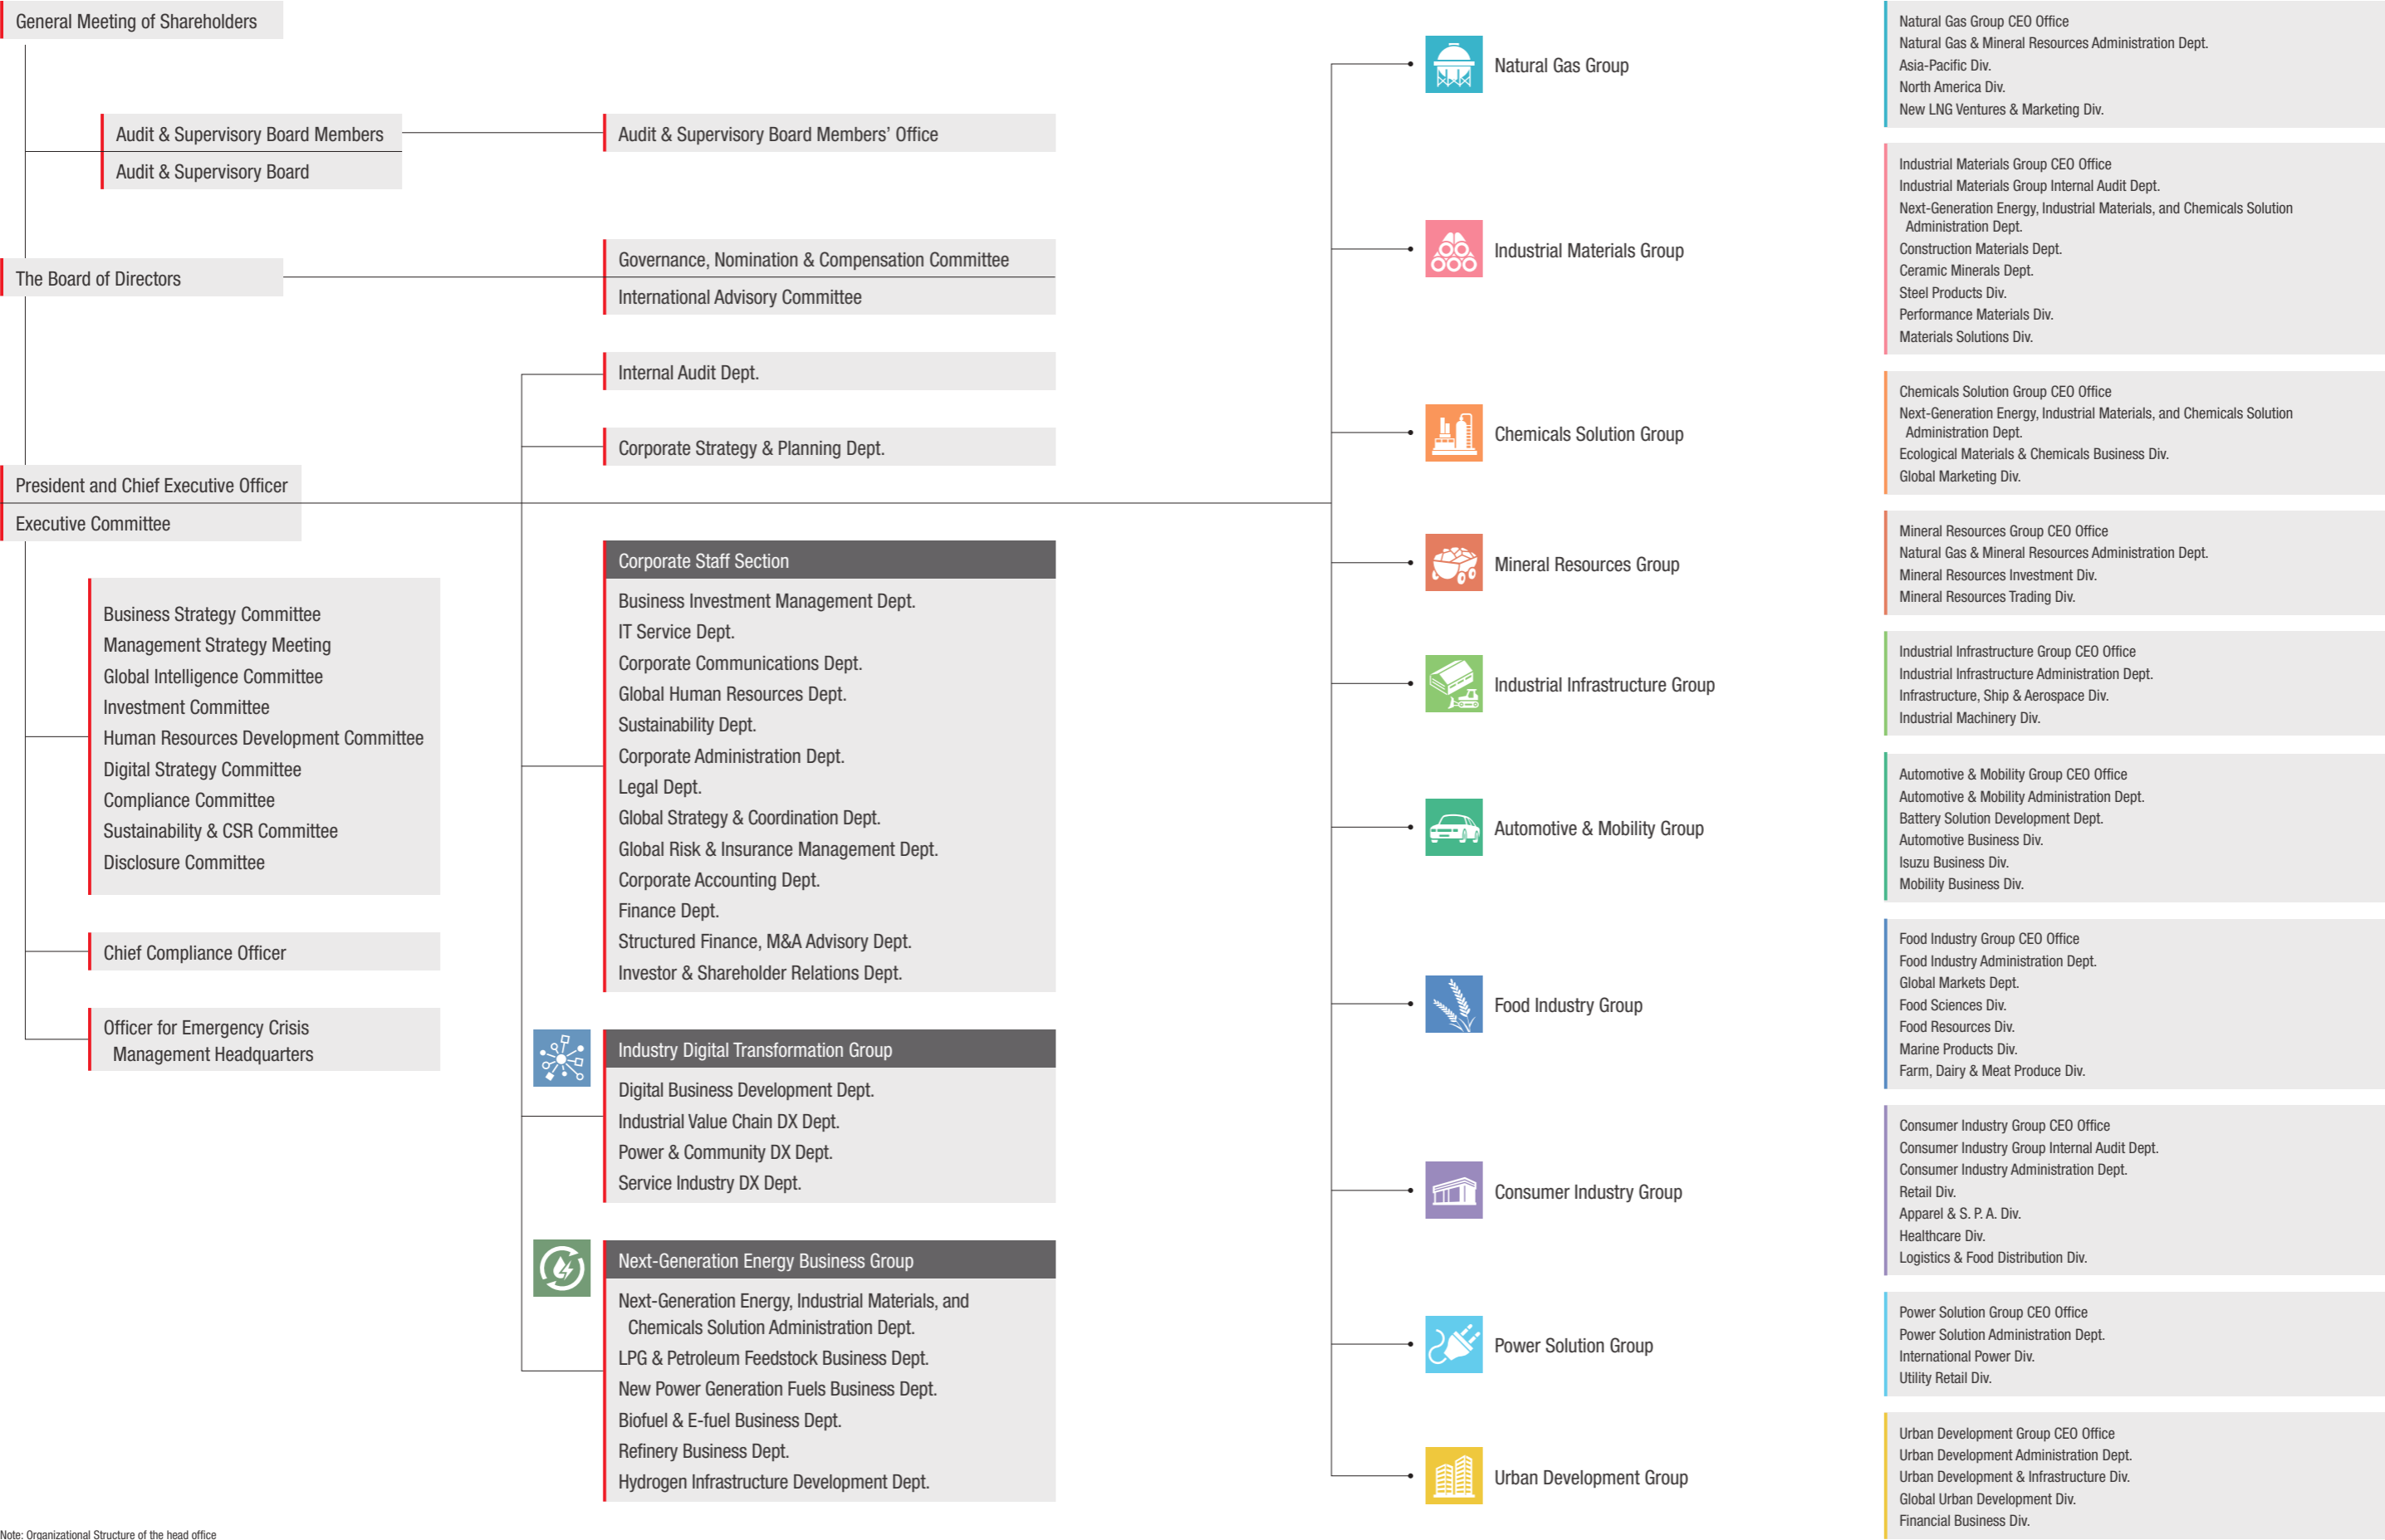 General Meeting of Shareholders
Audit & Supervisory Board Members
Audit & Supervisory Board
Audit & Supervisory Board Members’ Office
The Board of Directors
Governance, Nomination & Compensation Committee
International Advisory Committee
Internal Audit Dept.
Corporate Strategy & Planning Dept.
President and Chief Executive Officer
Executive Committee
Business Strategy Committee
Management Strategy Meeting
Global Intelligence Committee
Investment Committee
Human Resources Development Committee
Digital Strategy Committee
Compliance Committee
Sustainability & CSR Committee
Disclosure Committee
Chief Compliance Officer
Officer for Emergency Crisis
Management Headquarters
Corporate Staff Section
Business Investment Management Dept.
IT Service Dept.
Corporate Communications Dept.
Global Human Resources Dept.
Sustainability Dept.
Corporate Administration Dept.
Legal Dept.
Global Strategy & Coordination Dept.
Global Risk & Insurance Management Dept.
Corporate Accounting Dept.
Finance Dept.
Structured Finance, M&A Advisory Dept.
Investor & Shareholder Relations Dept.
Industry Digital Transformation Group
Digital Business Development Dept.
Industrial Value Chain DX Dept.
Power & Community DX Dept.
Service Industry DX Dept.
Next-Generation Energy Business Group
Next-Generation Energy, Industrial Materials, and
Chemicals Solution Administration Dept.
LPG & Petroleum Feedstock Business Dept.
New Power Generation Fuels Business Dept.
Biofuel & E-fuel Business Dept.
Refinery Business Dept.
Hydrogen Infrastructure Development Dept.
Natural Gas Group
Natural Gas Group CEO Office
Natural Gas & Mineral Resources Administration Dept.
Asia-Pacific Div.
North America Div.
New LNG Ventures & Marketing Div.
Industrial Materials Group
Industrial Materials Group CEO Office
Industrial Materials Group Internal Audit Dept.
Next-Generation Energy, Industrial Materials, and Chemicals Solution
Administration Dept.
Construction Materials Dept.
Ceramic Minerals Dept.
Steel Products Div.
Performance Materials Div.
Materials Solutions Div.
Chemicals Solution Group
Chemicals Solution Group CEO Office
Next-Generation Energy, Industrial Materials, and Chemicals Solution
Administration Dept.
Ecological Materials & Chemicals Business Div.
Global Marketing Div.
Mineral Resources Group
Mineral Resources Group CEO Office
Natural Gas & Mineral Resources Administration Dept.
Mineral Resources Investment Div.
Mineral Resources Trading Div.
Industrial Infrastructure Group
Industrial Infrastructure Group CEO Office
Industrial Infrastructure Administration Dept.
Infrastructure, Ship & Aerospace Div.
Industrial Machinery Div.
Automotive & Mobility Group
Automotive & Mobility Group CEO Office
Automotive & Mobility Administration Dept.
Battery Solution Development Dept.
Automotive Business Div.
Isuzu Business Div.
Mobility Business Div.
Food Industry Group
Food Industry Group CEO Office
Food Industry Administration Dept.
Global Markets Dept.
Food Sciences Div.
Food Resources Div.
Marine Products Div.
Farm, Dairy & Meat Produce Div.
Consumer Industry Group
Consumer Industry Group CEO Office
Consumer Industry Group Internal Audit Dept.
Consumer Industry Administration Dept.
Retail Div.
Apparel & S. P. A. Div.
Healthcare Div.
Logistics & Food Distribution Div.
Power Solution Group
Power Solution Group CEO Office
Power Solution Administration Dept.
International Power Div.
Utility Retail Div.
Urban Development Group
Urban Development Group CEO Office
Urban Development Administration Dept.
Urban Development & Infrastructure Div.
Global Urban Development Div.
Financial Business Div.
Note: Organizational Structure of the head office